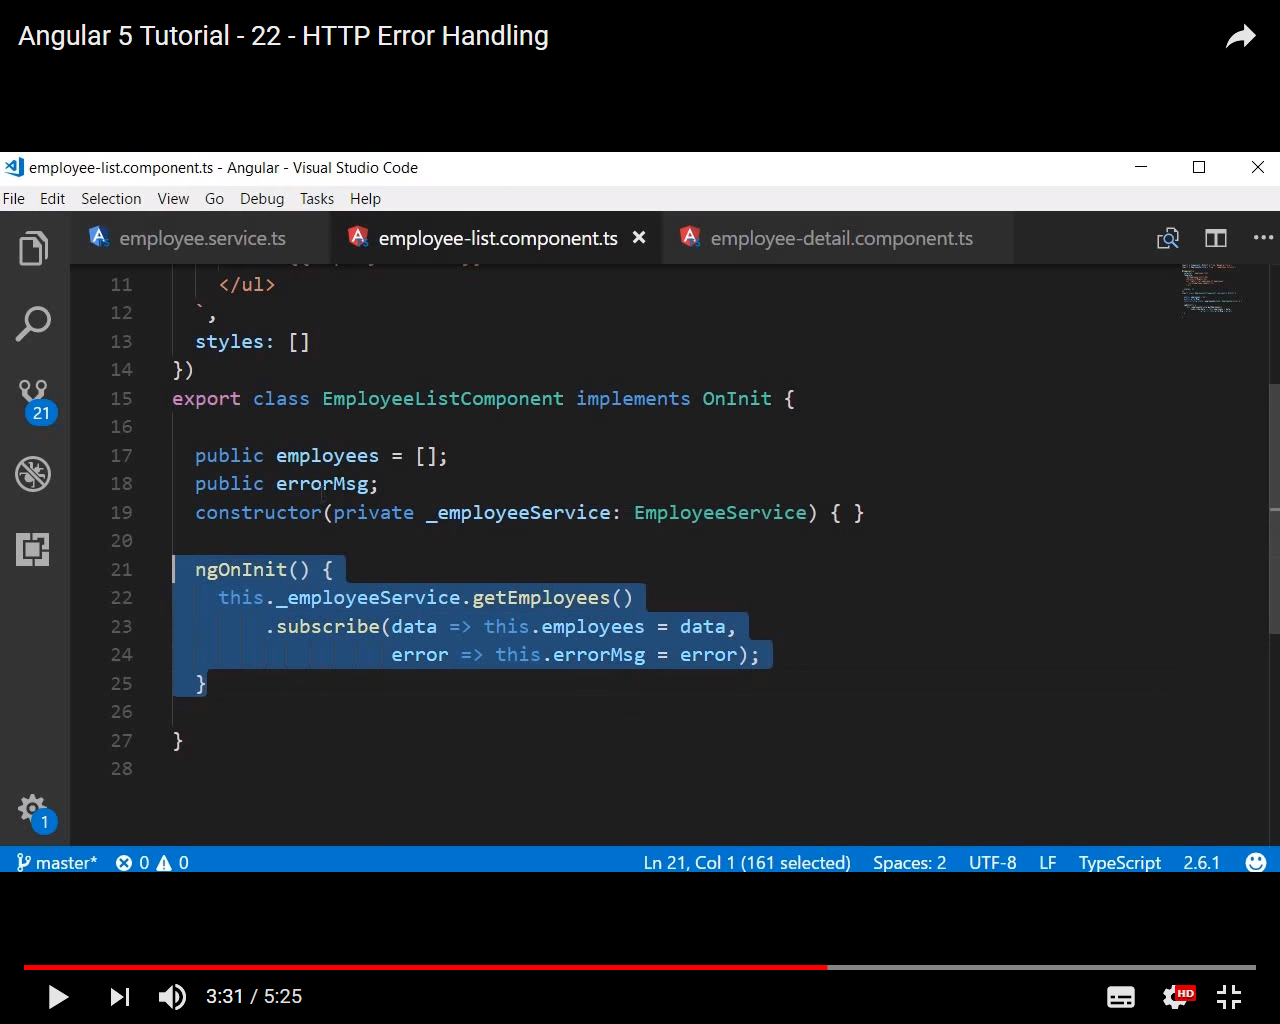 Angular 5 Tutorial - 22 - HTTP Error Handling
employee-list.component.ts - Angular - Visual Studio Code
File Edit Selection View Go Debug Tasks Help
employee.service.ts employee-list.component.ts employee-detail.component.ts
11 </ul>
12 `,
13 styles: []
14 })
15 export class EmployeeListComponent implements OnInit {
16
17 public employees = [];
18 public errorMsg;
19 constructor(private _employeeService: EmployeeService) { }
20
21 ngOnInit() {
22 this._employeeService.getEmployees()
23 .subscribe(data => this.employees = data,
24 error => this.errorMsg = error);
25 }
26
27 }
28
21
1
master* 0 0 Ln 21, Col 1 (161 selected) Spaces: 2 UTF-8 LF TypeScript 2.6.1
3:31 / 5:25 HD